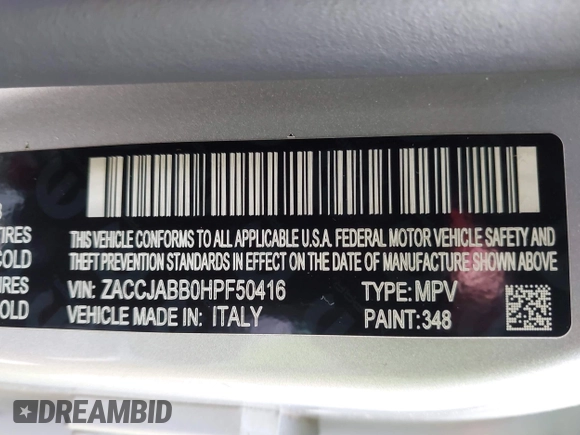 TIRES
COLD
TIRES
COLD
THIS VEHICLE CONFORMS TO ALL APPLICABLE U.S.A. FEDERAL MOTOR VEHICLE SAFETY AND
THEFT PREVENTION STANDARDS IN EFFECT ON THE DATE OF MANUFACTURE SHOWN ABOVE
VIN: ZACCJABB0HPF50416 TYPE: MPV
VEHICLE MADE IN: ITALY PAINT: 348
DREAMBID